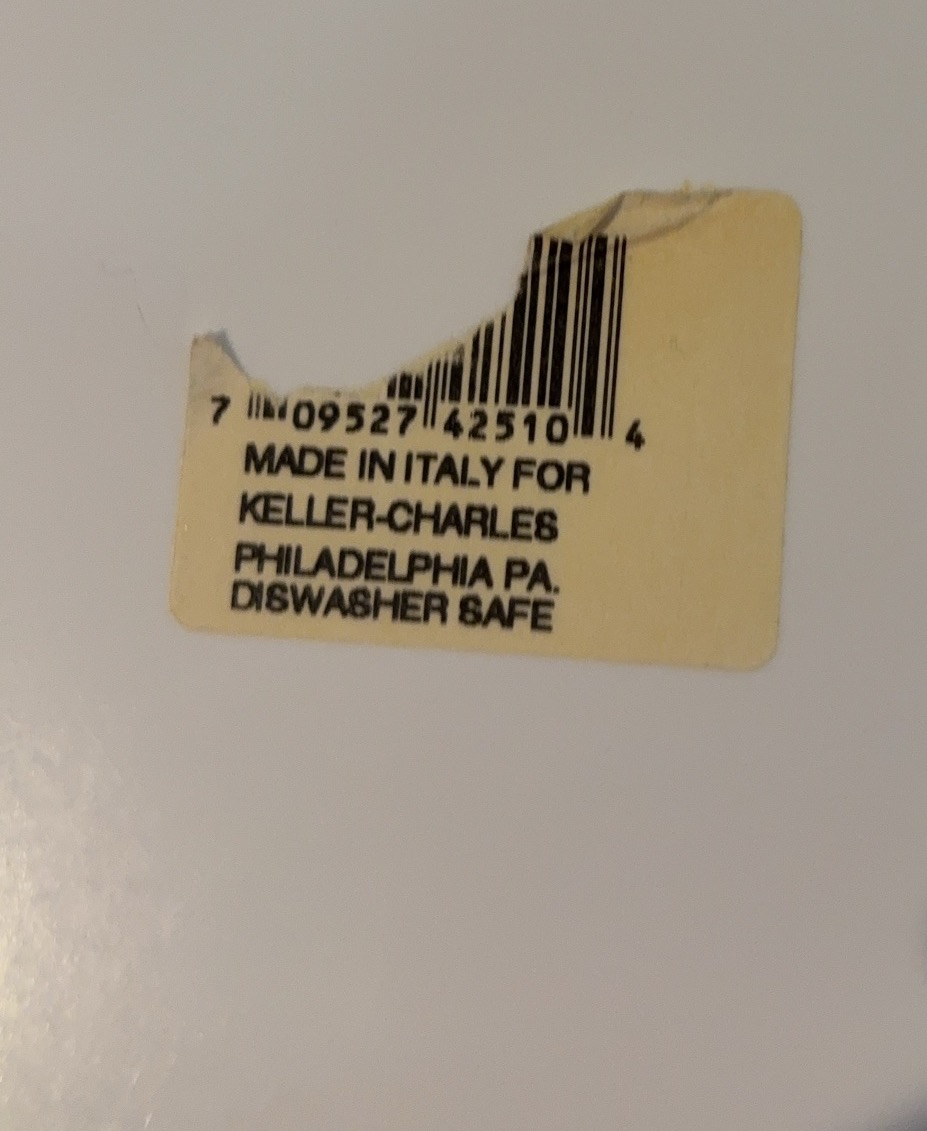 7 09527 42510 4
MADE IN ITALY FOR
KELLER-CHARLES
PHILADELPHIA PA.
DISWASHER SAFE